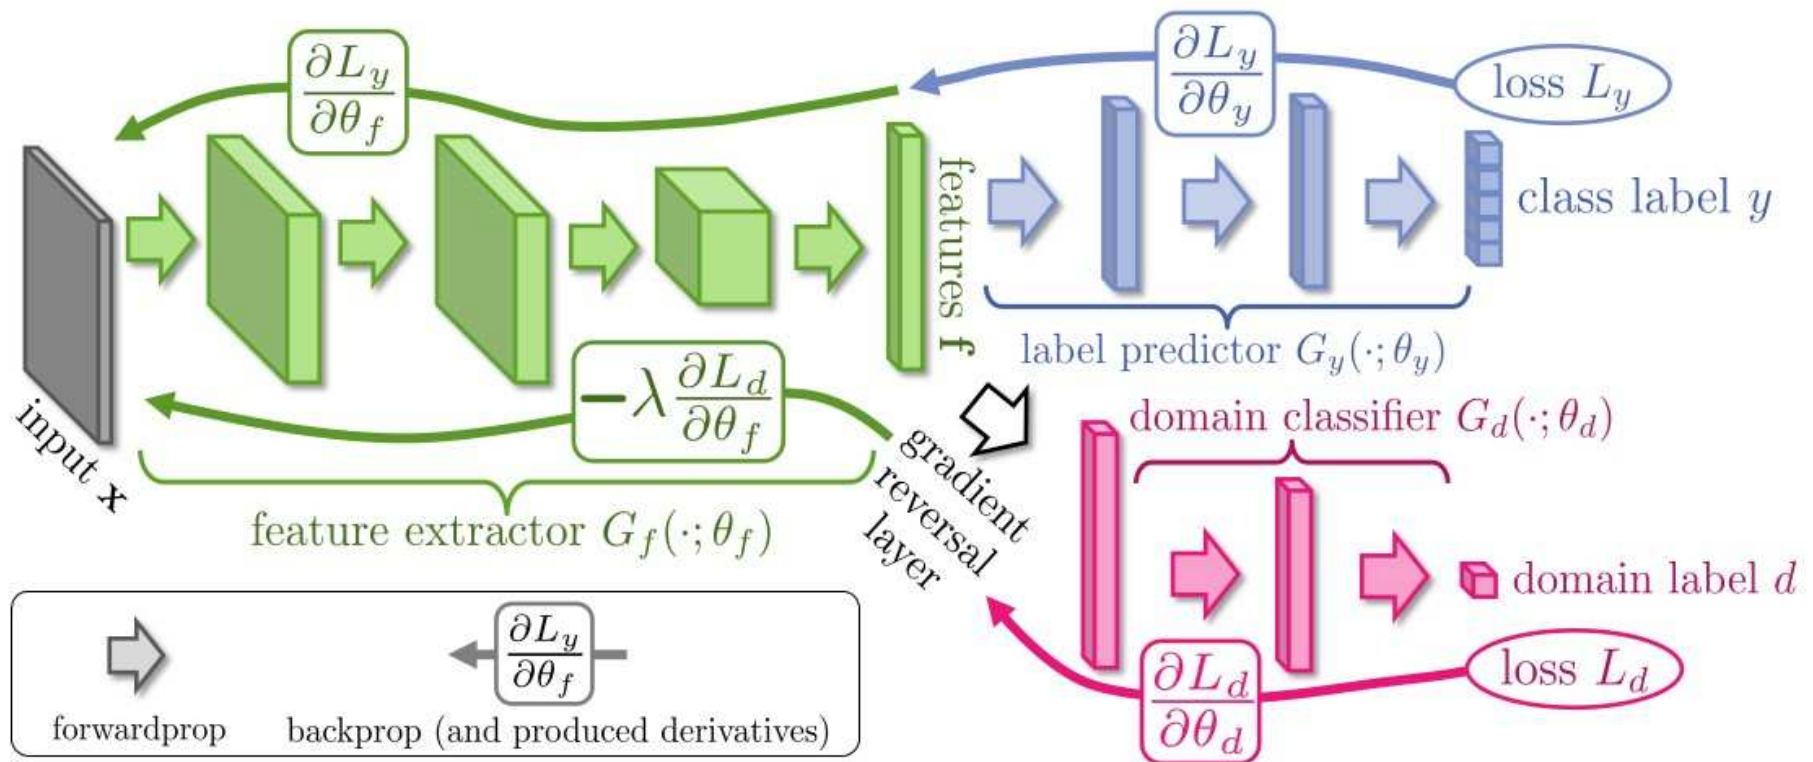 ∂L_y/∂θ_f
∂L_y/∂θ_y
loss L_y
features f
class label y
label predictor G_y(·; θ_y)
input x
−λ ∂L_d/∂θ_f
feature extractor G_f(·; θ_f)
gradient
reversal
layer
domain classifier G_d(·; θ_d)
domain label d
loss L_d
∂L_d/∂θ_d
forwardprop
∂L_y/∂θ_f
backprop (and produced derivatives)